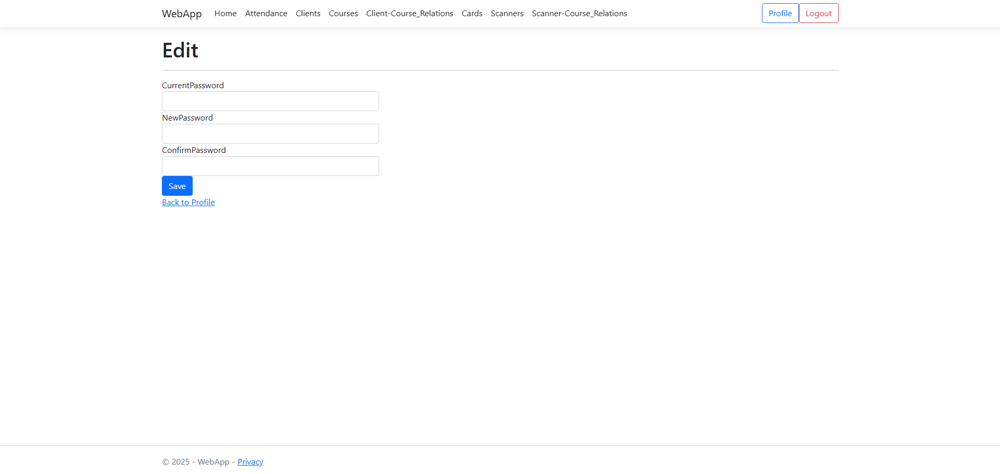 WebApp Home Attendance Clients Courses Client-Course_Relations Cards Scanners Scanner-Course_Relations Profile Logout
Edit
CurrentPassword
NewPassword
ConfirmPassword
Save
Back to Profile
© 2025 - WebApp - Privacy